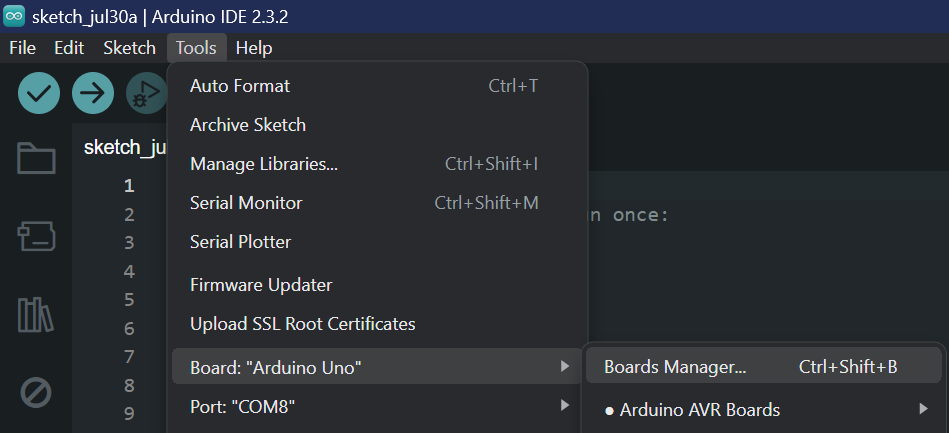 sketch_jul30a | Arduino IDE 2.3.2
File Edit Sketch Tools Help
Auto Format Ctrl+T
Archive Sketch
sketch_ju
Manage Libraries... Ctrl+Shift+I
1
Serial Monitor Ctrl+Shift+M
2 n once:
Serial Plotter
3
4
Firmware Updater
5
Upload SSL Root Certificates
6
7
Board: "Arduino Uno"
Boards Manager... Ctrl+Shift+B
8
Port: "COM8"
● Arduino AVR Boards
9